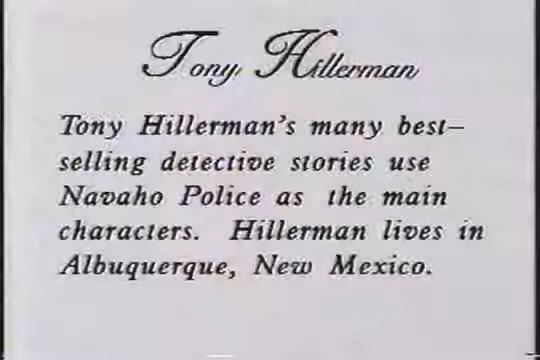 Tony Hillerman
Tony Hillerman's many best-
selling detective stories use
Navaho Police as the main
characters. Hillerman lives in
Albuquerque, New Mexico.